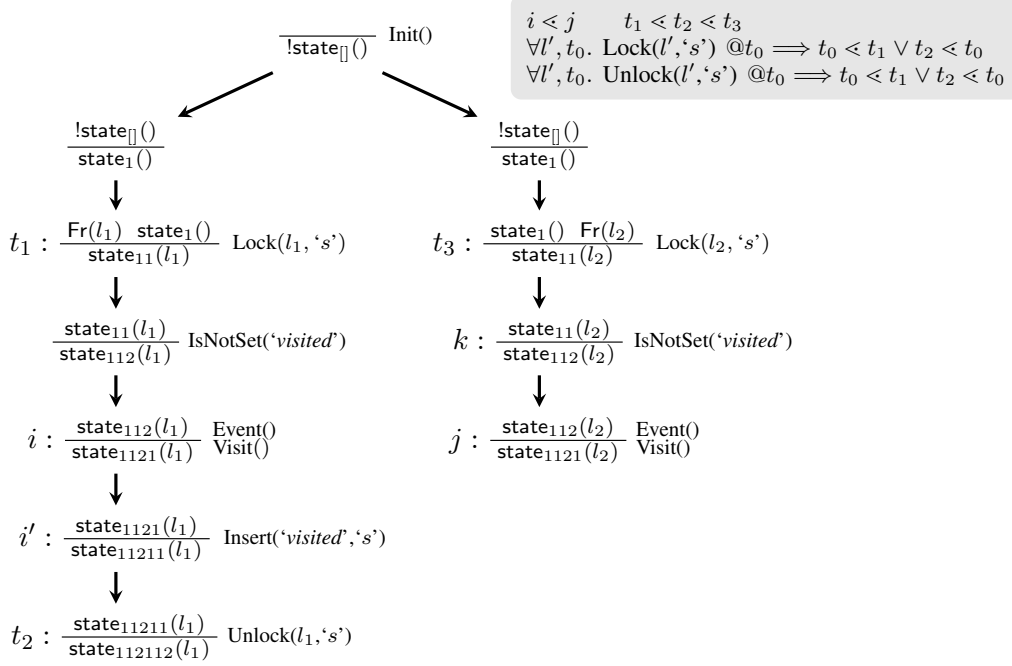 !state[]() Init()
i ⋖ j t₁ ⋖ t₂ ⋖ t₃
∀l′, t₀. Lock(l′,‘s’) @t₀ ⟹ t₀ ⋖ t₁ ∨ t₂ ⋖ t₀
∀l′, t₀. Unlock(l′,‘s’) @t₀ ⟹ t₀ ⋖ t₁ ∨ t₂ ⋖ t₀
!state[]()
state₁()
!state[]()
state₁()
t₁ : Fr(l₁) state₁() Lock(l₁, ‘s’)
state₁₁(l₁)
t₃ : state₁() Fr(l₂) Lock(l₂, ‘s’)
state₁₁(l₂)
state₁₁(l₁) IsNotSet(‘visited’)
state₁₁₂(l₁)
k : state₁₁(l₂) IsNotSet(‘visited’)
state₁₁₂(l₂)
i : state₁₁₂(l₁) Event()
state₁₁₂₁(l₁) Visit()
j : state₁₁₂(l₂) Event()
state₁₁₂₁(l₂) Visit()
i′ : state₁₁₂₁(l₁) Insert(‘visited’,‘s’)
state₁₁₂₁₁(l₁)
t₂ : state₁₁₂₁₁(l₁) Unlock(l₁,‘s’)
state₁₁₂₁₁₂(l₁)